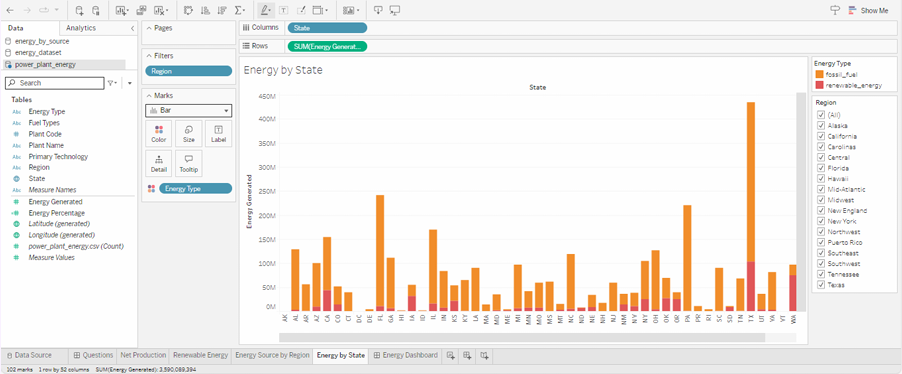 Show Me
Data
Analytics
energy_by_source
energy_dataset
power_plant_energy
Search
Tables
Abc Energy Type
Abc Fuel Types
Plant Code
Abc Plant Name
Abc Primary Technology
Abc Region
State
Abc Measure Names
Energy Generated
Energy Percentage
Latitude (generated)
Longitude (generated)
power_plant_energy.csv (Count)
Measure Values
Pages
Filters
Region
Marks
Bar
Color
Size
Label
Detail
Tooltip
Energy Type
Columns
State
Rows
SUM(Energy Generat..
Energy by State
State
Energy Generated
450M
400M
350M
300M
250M
200M
150M
100M
50M
0M
AK AL AR AZ CA CO CT DC DE FL GA HI IA ID IL IN KS KY LA MA MD ME MI MN MO MS MT NC ND NE NH NJ NM NV NY OH OK OR PA PR RI SC SD TN TX UT VA VI WA
Energy Type
fossil_fuel
renewable_energy
Region
(All)
Alaska
California
Carolinas
Central
Florida
Hawaii
Mid-Atlantic
Midwest
New England
New York
Northwest
Puerto Rico
Southeast
Southwest
Tennessee
Texas
Data Source
Questions
Net Production
Renewable Energy
Energy Source by Region
Energy by State
Energy Dashboard
102 marks
1 row by 52 columns
SUM(Energy Generated): 3,590,089,394